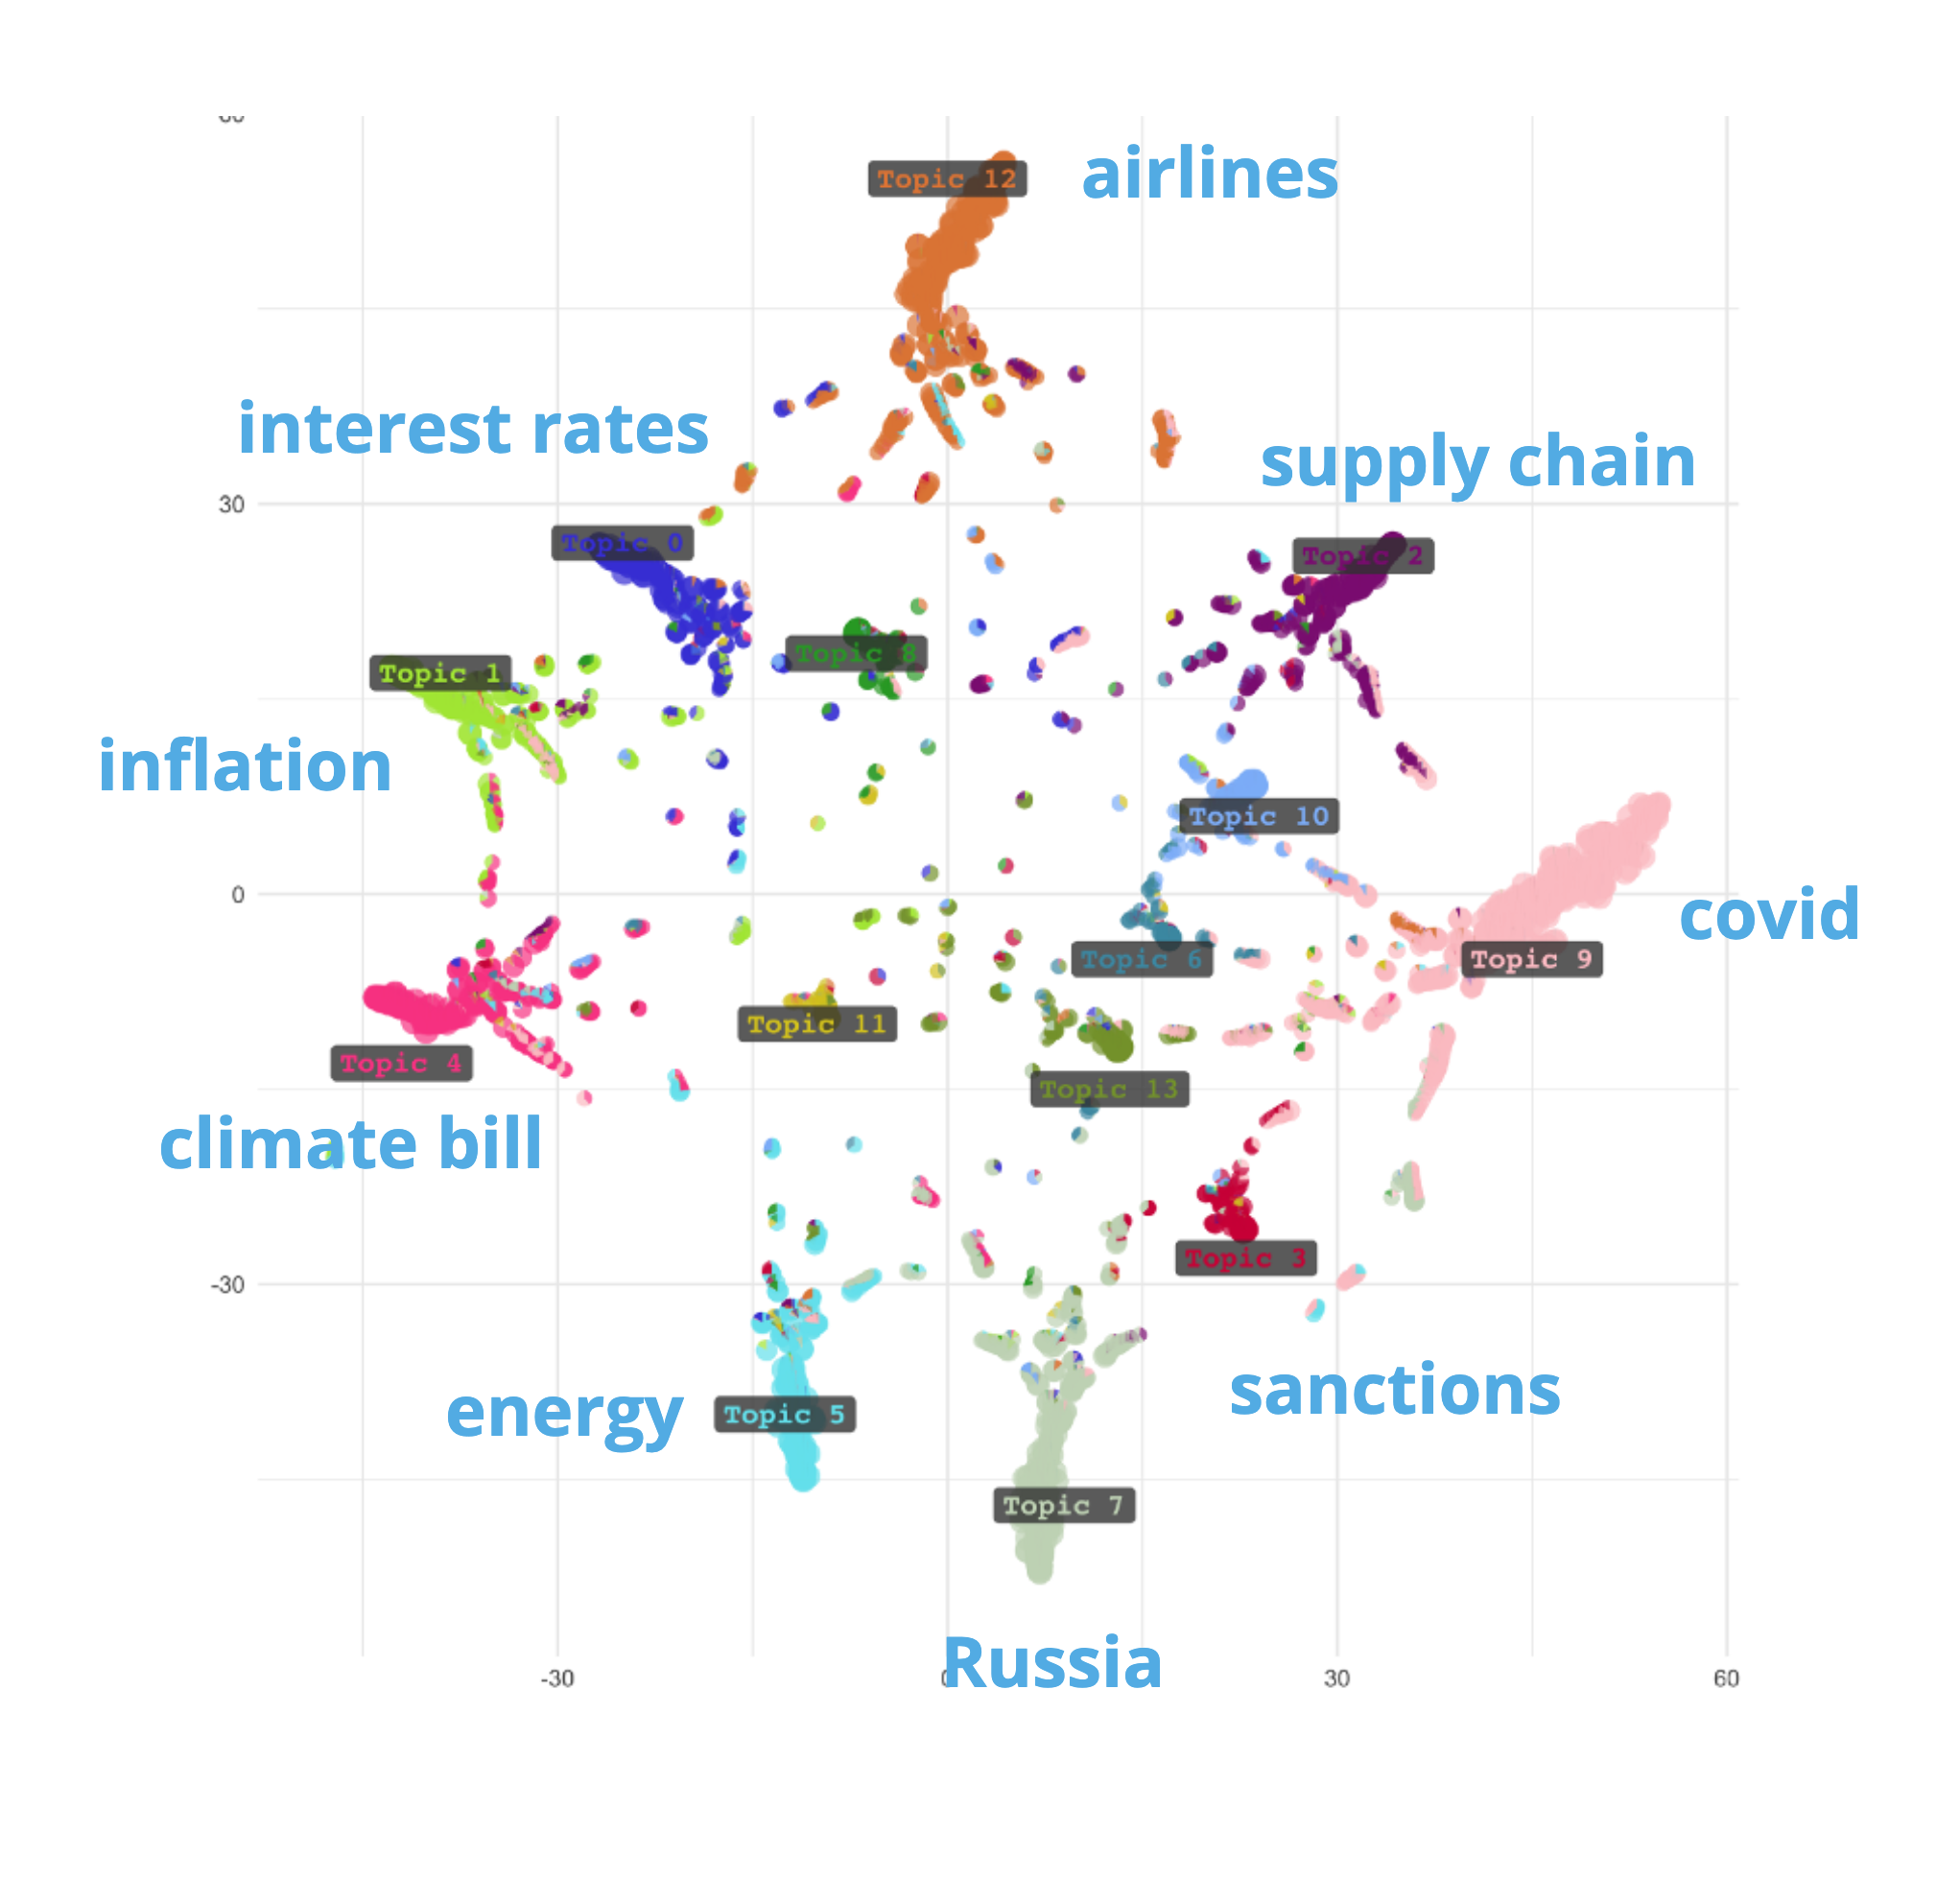 60
Topic 12
airlines
interest rates
supply chain
30
Topic 0
Topic 2
Topic 8
Topic 1
inflation
Topic 10
0
covid
Topic 6
Topic 9
Topic 11
Topic 4
Topic 13
climate bill
Topic 3
-30
energy
Topic 5
sanctions
Topic 7
Russia
-30
0
30
60